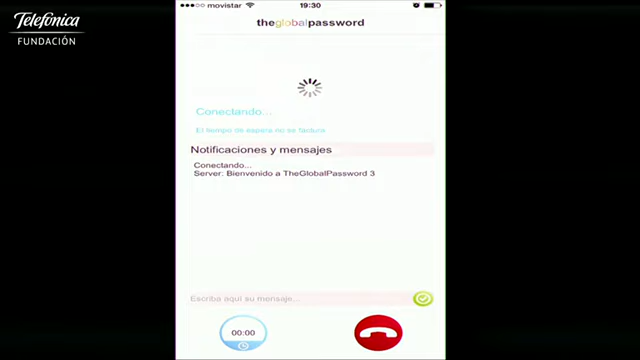 Telefónica
FUNDACIÓN
movistar
19:30
theglobalpassword
Conectando...
El tiempo de espera no se factura
Notificaciones y mensajes
Conectando...
Server: Bienvenido a TheGlobalPassword 3
Escriba aquí su mensaje...
00:00